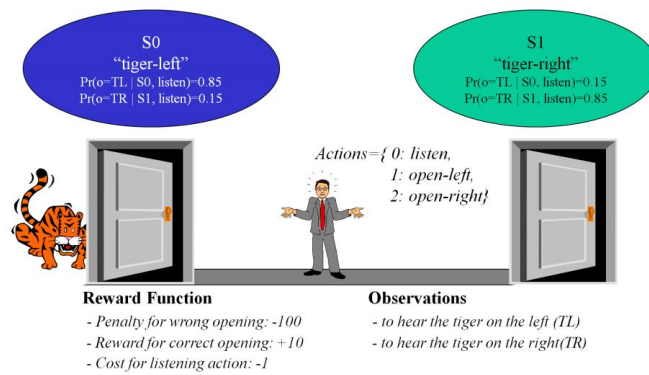 S0
“tiger-left”
Pr(o=TL | S0, listen)=0.85
Pr(o=TR | S1, listen)=0.15
S1
“tiger-right”
Pr(o=TL | S0, listen)=0.15
Pr(o=TR | S1, listen)=0.85
Actions={ 0: listen,
1: open-left,
2: open-right}
Reward Function
- Penalty for wrong opening: -100
- Reward for correct opening: +10
- Cost for listening action: -1
Observations
- to hear the tiger on the left (TL)
- to hear the tiger on the right(TR)